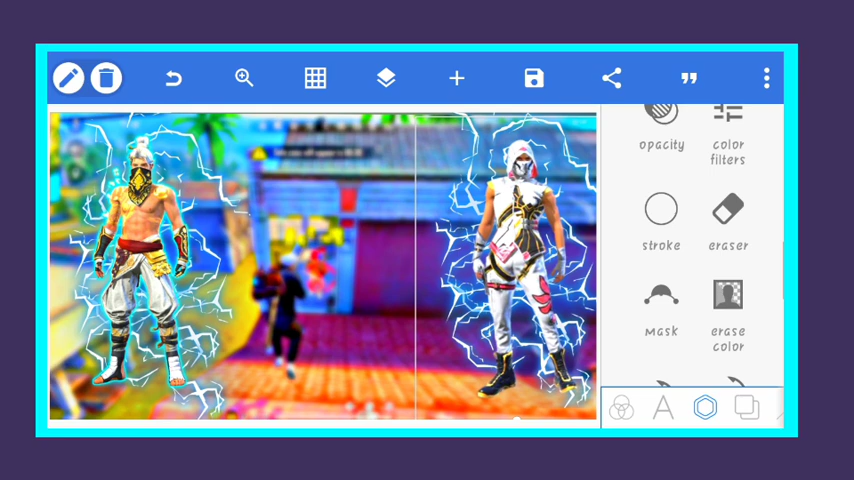 opacity
color
filters
stroke
eraser
mask
erase
color